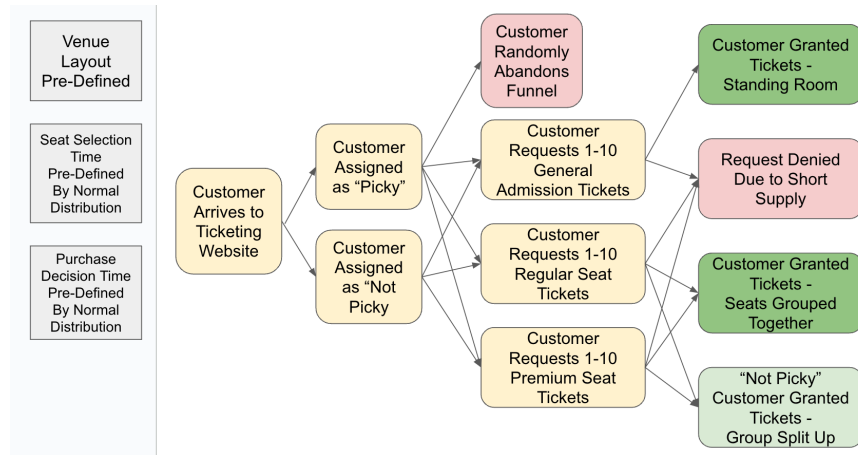 Venue
Layout
Pre-Defined
Seat Selection
Time
Pre-Defined
By Normal
Distribution
Purchase
Decision Time
Pre-Defined
By Normal
Distribution
Customer
Arrives to
Ticketing
Website
Customer
Assigned
as “Picky”
Customer
Assigned
as “Not
Picky
Customer
Randomly
Abandons
Funnel
Customer
Requests 1-10
General
Admission Tickets
Customer
Requests 1-10
Regular Seat
Tickets
Customer
Requests 1-10
Premium Seat
Tickets
Customer Granted
Tickets -
Standing Room
Request Denied
Due to Short
Supply
Customer Granted
Tickets -
Seats Grouped
Together
“Not Picky”
Customer Granted
Tickets -
Group Split Up